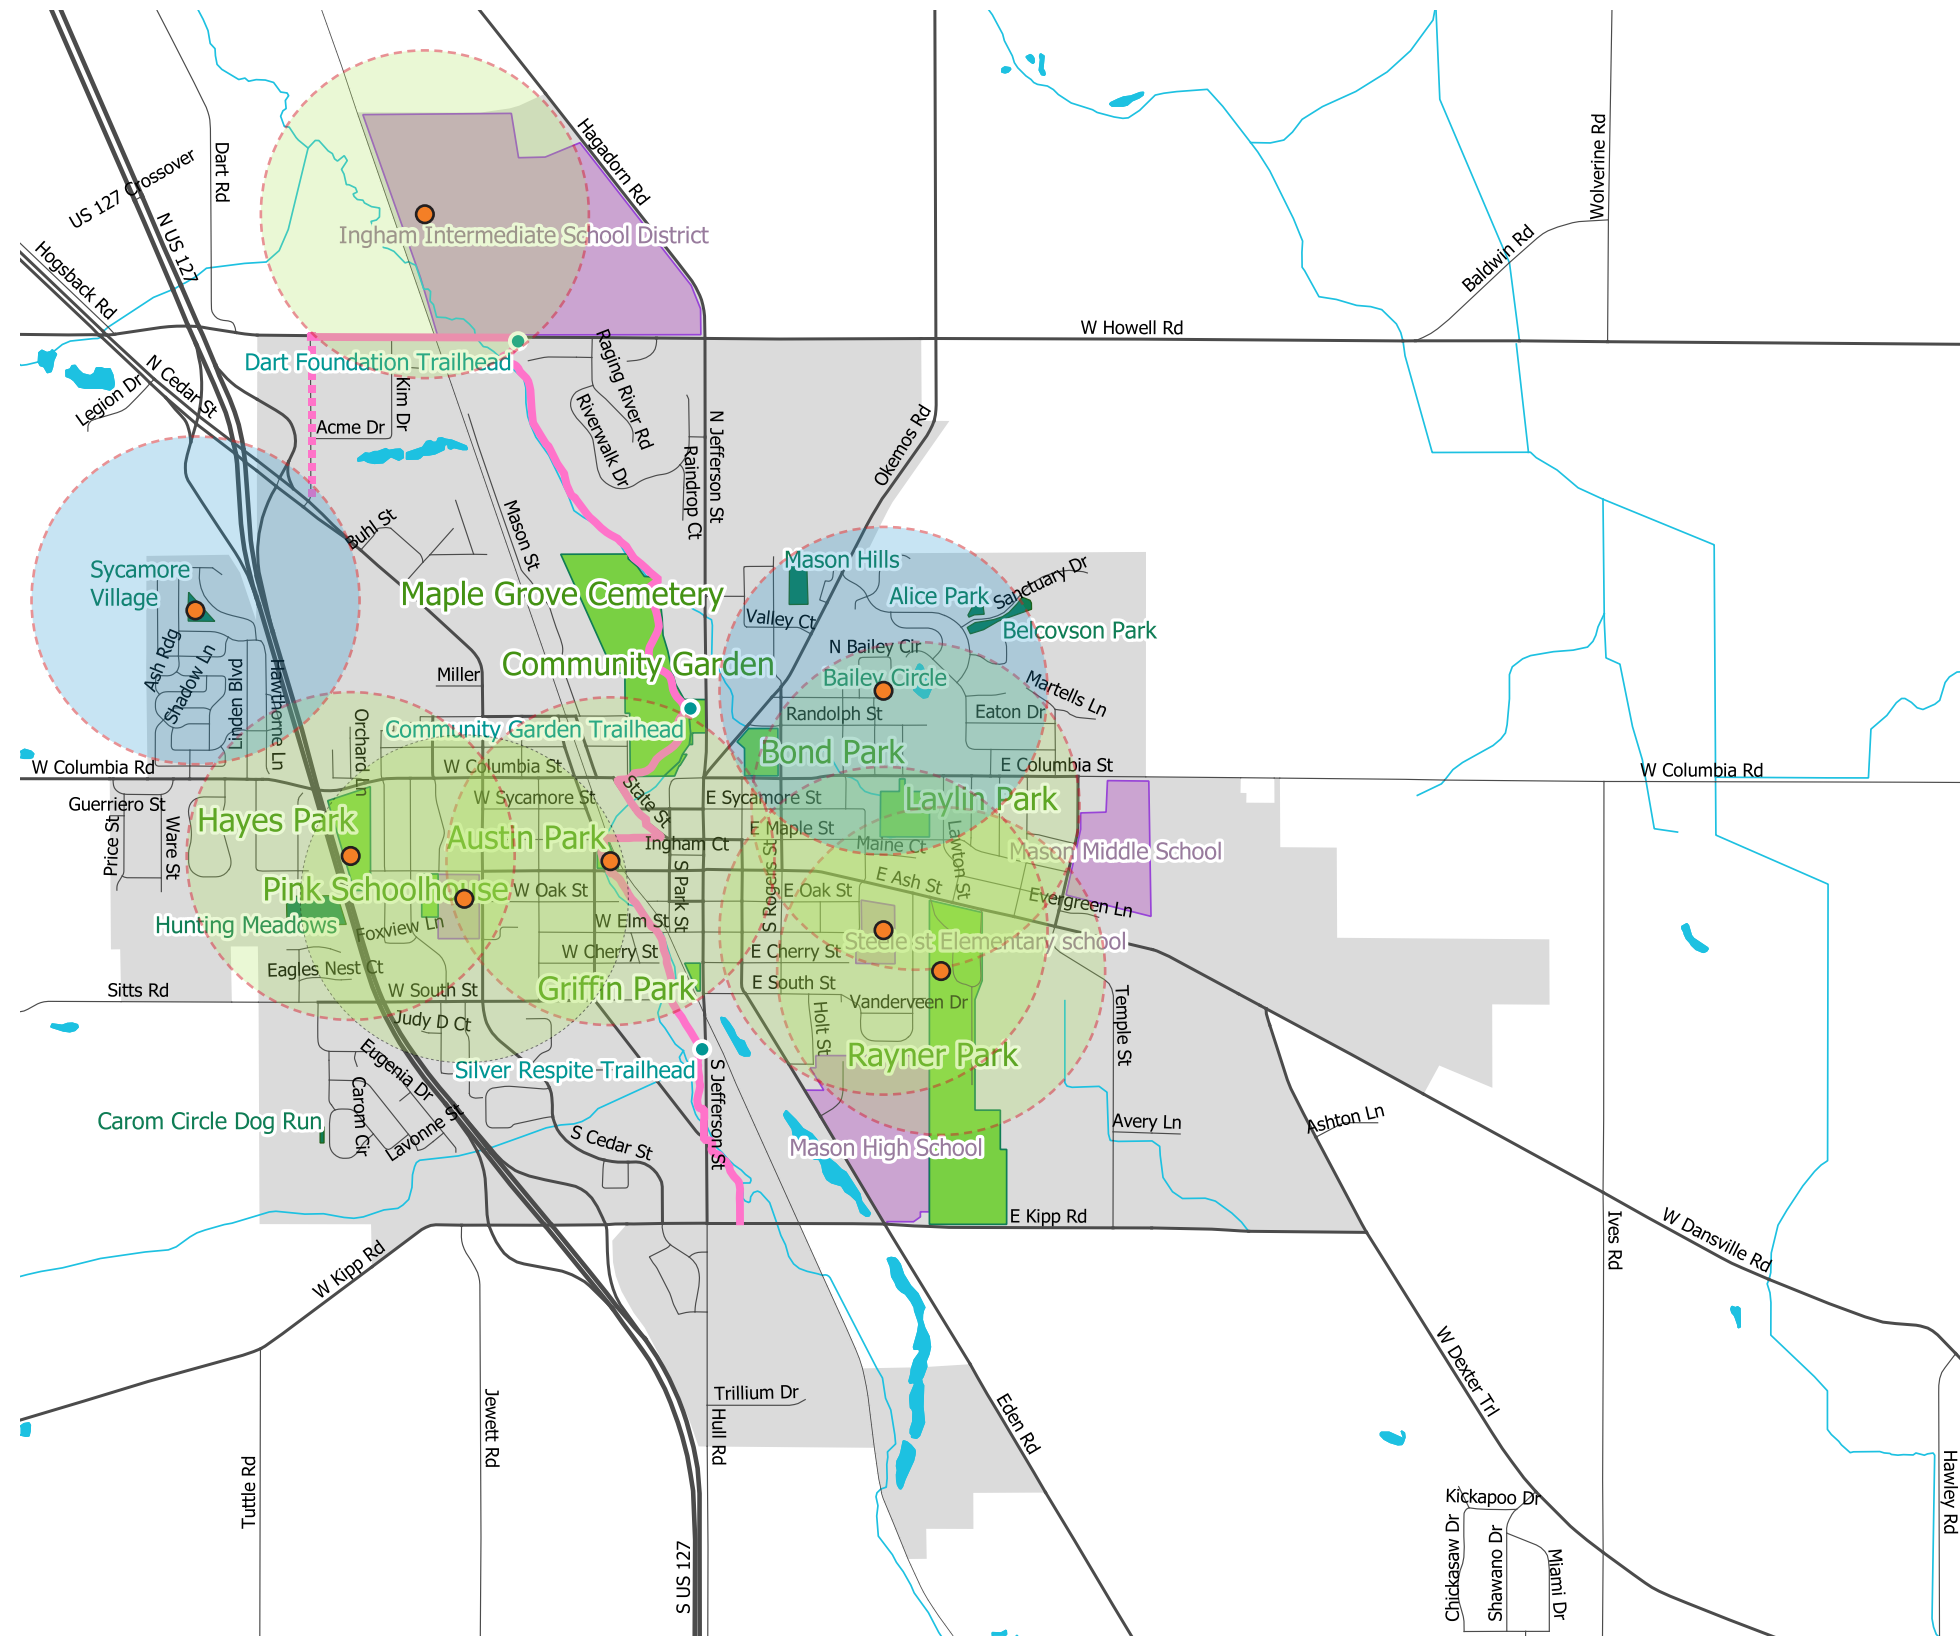 Hagadorn Rd
Dart Rd
US 127 Crossover
N US 127
Wolverine Rd
Baldwin Rd
Ingham Intermediate School District
Hogsback Rd
W Howell Rd
Dart Foundation Trailhead
Raging River Rd
N Cedar St
Legion Dr
Kim Dr
Acme Dr
Riverwalk Dr
Raindrop Ct
N Jefferson St
Okemos Rd
Mason St
Buhl St
Sycamore
Village
Mason Hills
Alice Park
Sanctuary Dr
Maple Grove Cemetery
Valley Ct
Belcovson Park
N Bailey Cir
Ash Rdg
Shadow Ln
Linden Blvd
Hawthorne Ln
Miller
Community Garden
Bailey Circle
Martells Ln
Randolph St
Eaton Dr
Orchard Ln
Community Garden Trailhead
Bond Park
W Columbia Rd
W Columbia St
E Columbia St
W Columbia Rd
Guerriero St
W Sycamore St
State St
E Sycamore St
Laylin Park
Hayes Park
Price St
Ware St
Austin Park
Ingham Ct
E Maple St
Maine Ct
Lawton St
Mason Middle School
Pink Schoolhouse
W Oak St
S Park St
S Rogers St
E Oak St
E Ash St
Evergreen Ln
Hunting Meadows
Foxview Ln
W Elm St
W Cherry St
E Cherry St
Steele st Elementary school
Eagles Nest Ct
Sitts Rd
W South St
Griffin Park
E South St
Vanderveen Dr
Judy D Ct
Holt St
Temple St
Eugenia Dr
Silver Respite Trailhead
Rayner Park
Carom Cir
Lavonne St
S Jefferson St
Carom Circle Dog Run
S Cedar St
Mason High School
Avery Ln
Ashton Ln
E Kipp Rd
W Kipp Rd
Ives Rd
W Dansville Rd
W Dexter Trl
Trillium Dr
Jewett Rd
Hull Rd
Eden Rd
Tuttle Rd
S US 127
Hawley Rd
Kickapoo Dr
Chickasaw Dr
Shawano Dr
Miami Dr